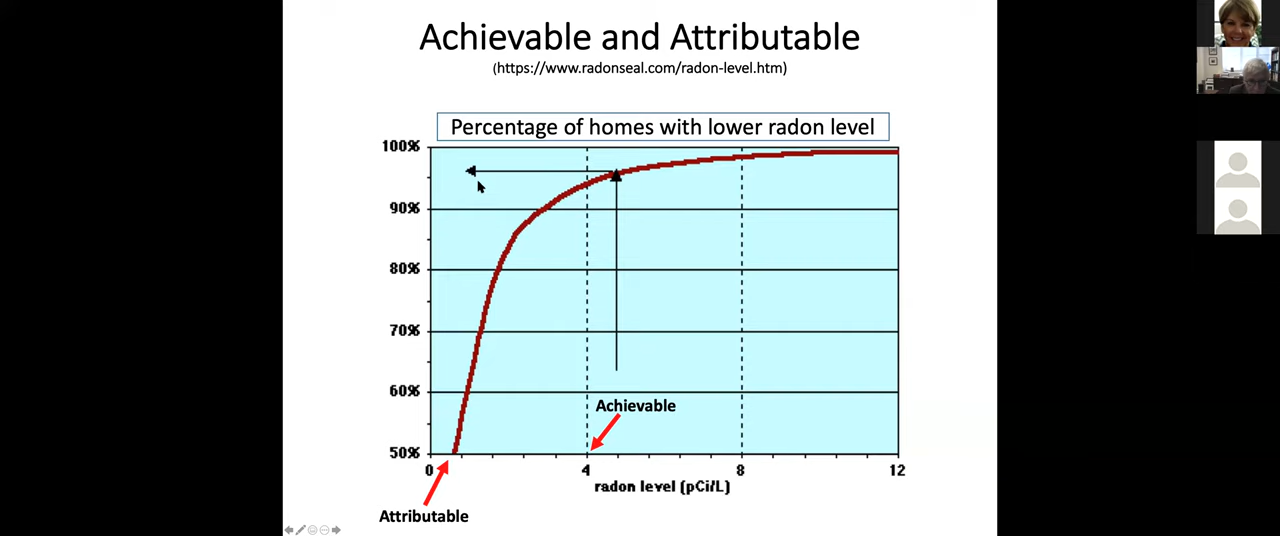 Achievable and Attributable
(https://www.radonseal.com/radon-level.htm)
Percentage of homes with lower radon level
100%
90%
80%
70%
60%
Achievable
50%
0 4 8 12
radon level (pCi/L)
Attributable